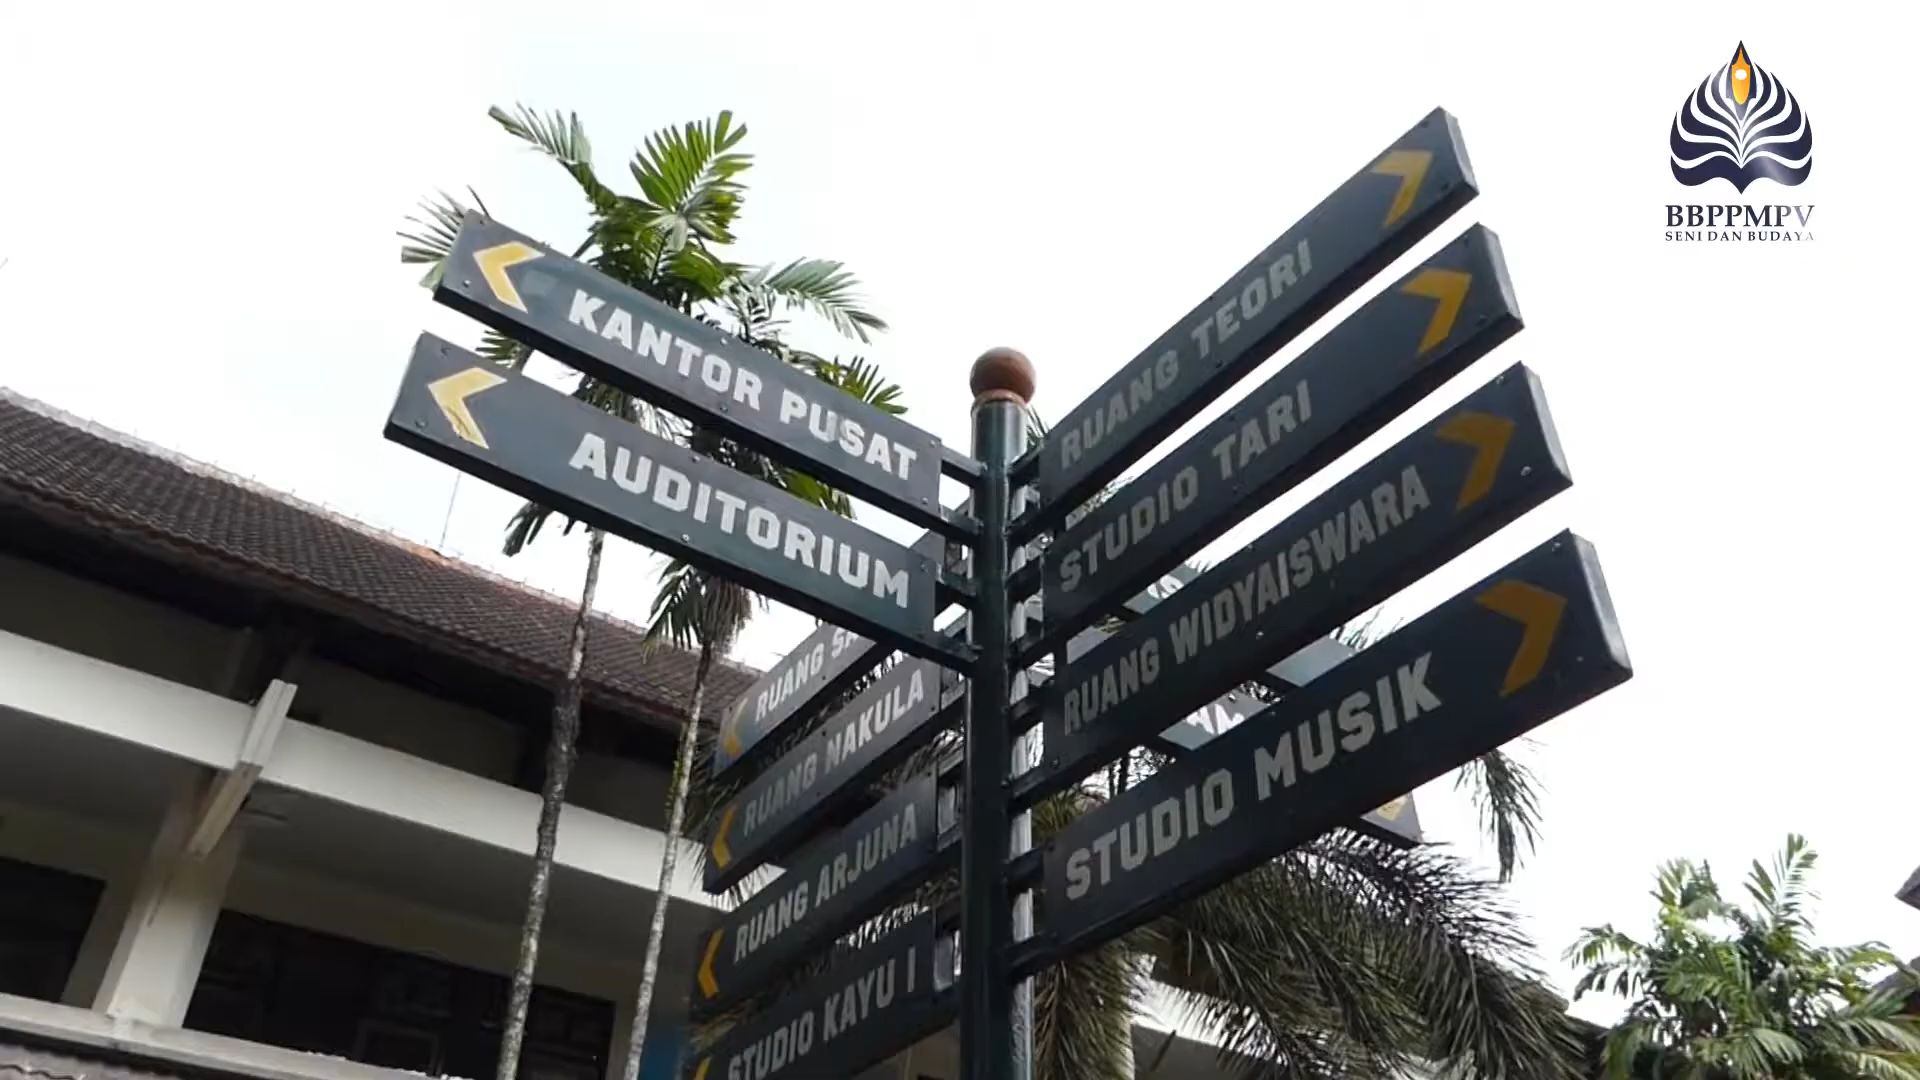 BBPPMPV
SENI DAN BUDAYA
KANTOR PUSAT
AUDITORIUM
RUANG TEORI
STUDIO TARI
RUANG WIDYAISWARA
STUDIO MUSIK
RUANG
RUANG NAKULA
RUANG ARJUNA
STUDIO KAYU I